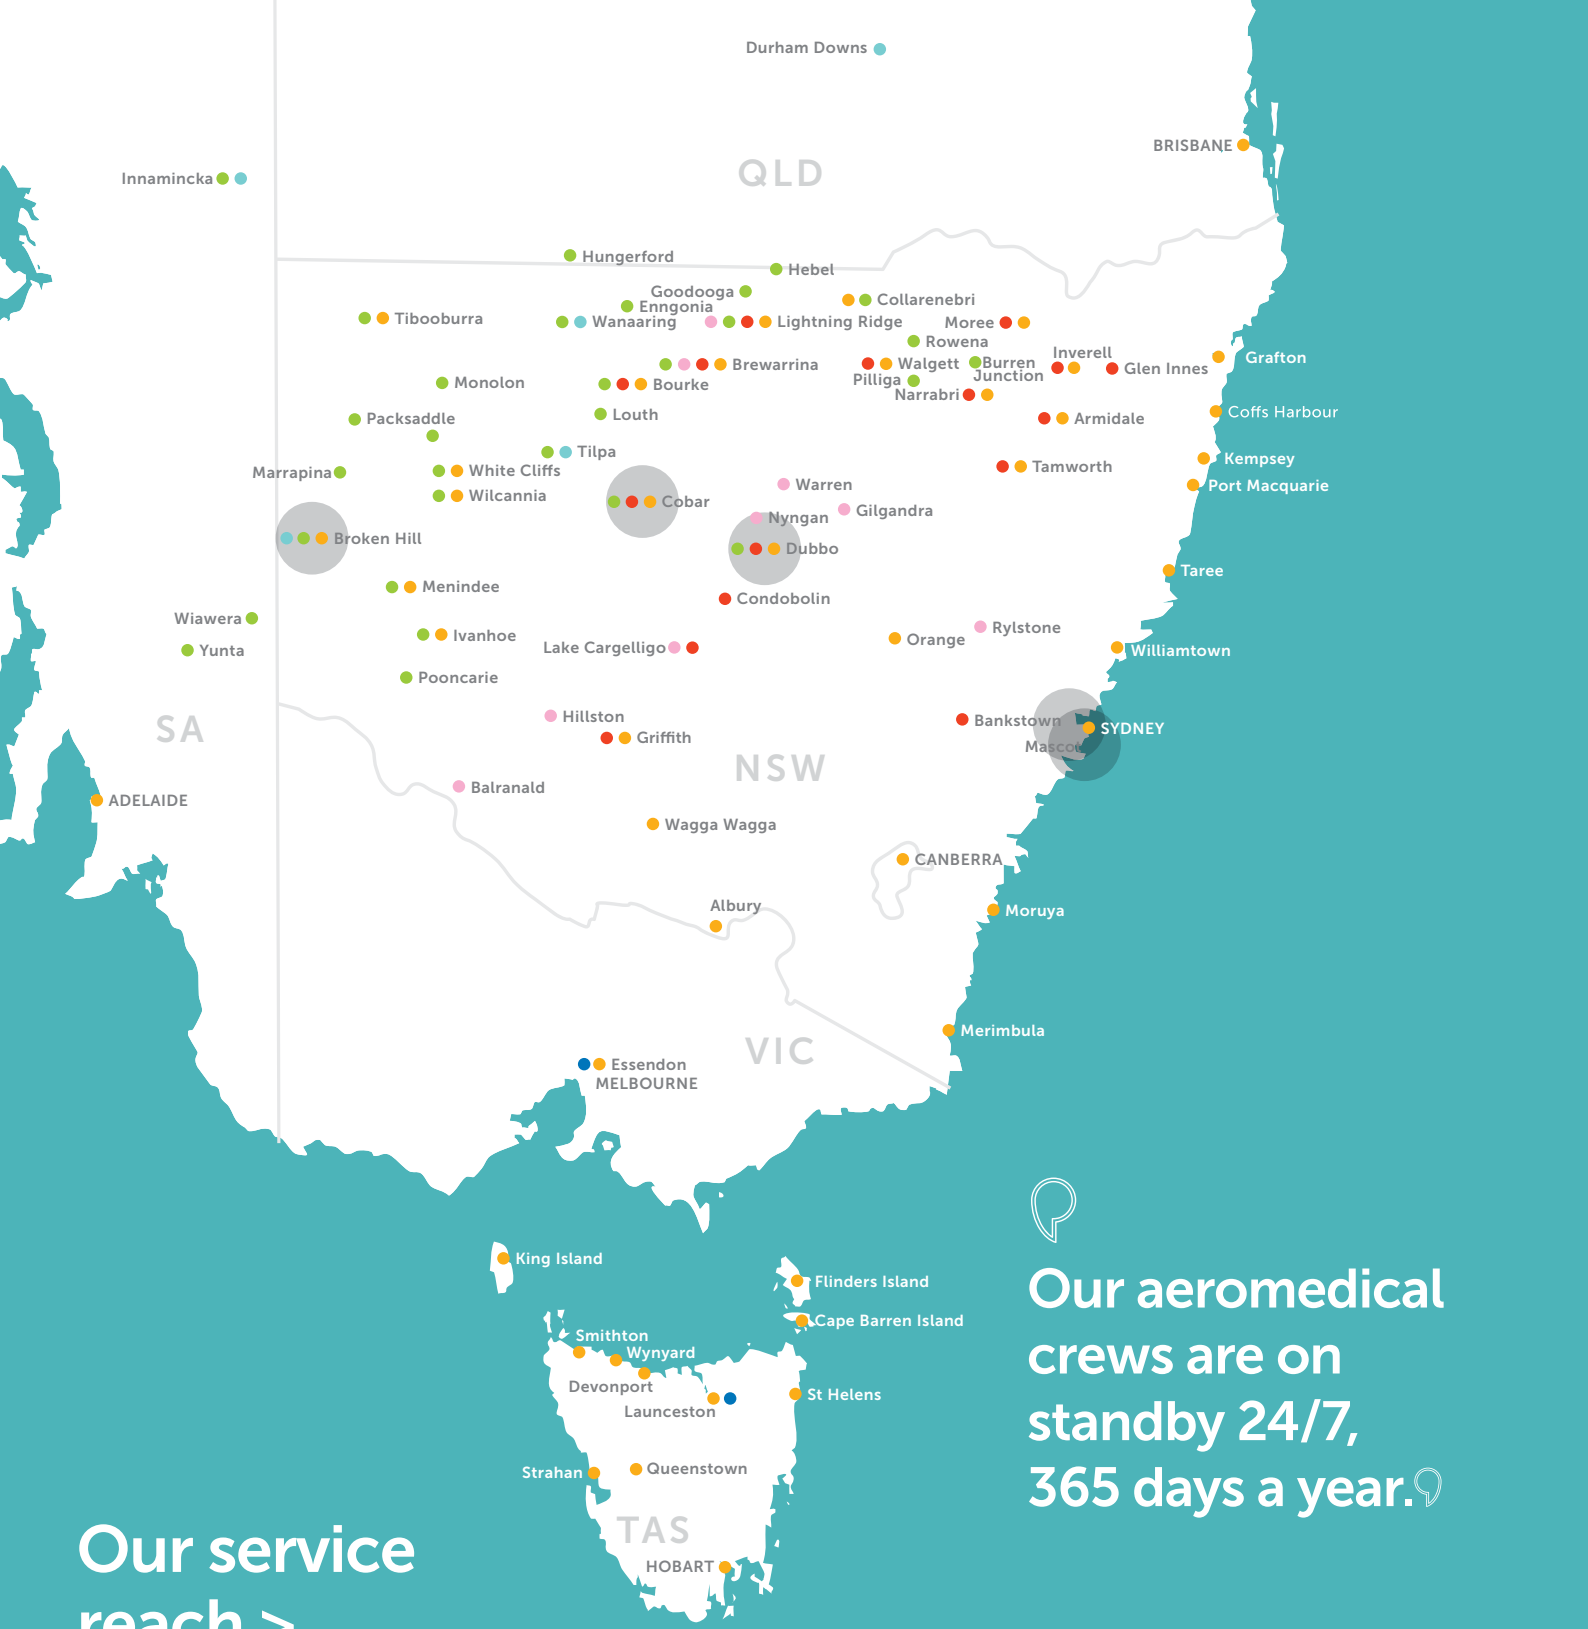 Durham Downs
BRISBANE
QLD
Innamincka
Hungerford
Hebel
Goodooga
Enngonia
Collarenebri
Tibooburra
Wanaaring
Lightning Ridge
Moree
Rowena
Inverell
Grafton
Brewarrina
Walgett
Burren
Junction
Glen Innes
Pilliga
Monolon
Bourke
Narrabri
Louth
Coffs Harbour
Packsaddle
Armidale
Tilpa
Kempsey
Marrapina
White Cliffs
Tamworth
Warren
Port Macquarie
Wilcannia
Cobar
Gilgandra
Nyngan
Broken Hill
Dubbo
Taree
Menindee
Condobolin
Wiawera
Rylstone
Ivanhoe
Orange
Lake Cargelligo
Yunta
Williamtown
Pooncarie
Hillston
Bankstown
SYDNEY
SA
Griffith
Mascot
NSW
Balranald
ADELAIDE
Wagga Wagga
CANBERRA
Albury
Moruya
Merimbula
VIC
Essendon
MELBOURNE
King Island
Flinders Island
Cape Barren Island
Smithton
Wynyard
Devonport
St Helens
Launceston
Strahan
Queenstown
TAS
HOBART
Our aeromedical
crews are on
standby 24/7,
365 days a year.
Our service
reach >